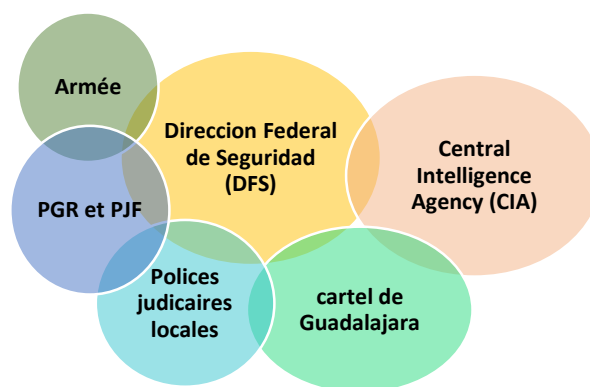 Armée
Direccion Federal
de Seguridad
(DFS)
Central
Intelligence
Agency (CIA)
PGR et PJF
Polices
judicaires
locales
cartel de
Guadalajara